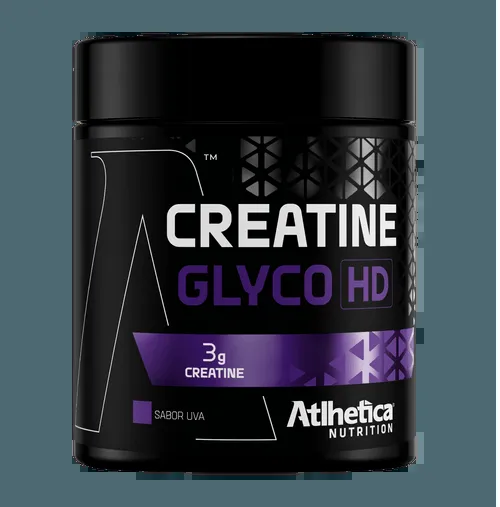 ™
CREATINE
GLYCO HD
3g
CREATINE
SABOR UVA
Atlhetica
NUTRITION